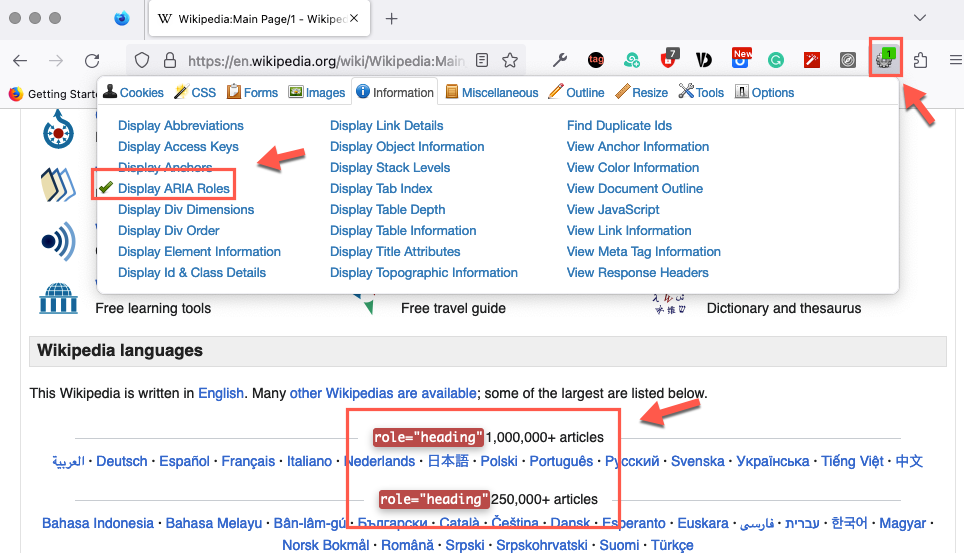 Wikipedia:Main Page/1 - Wikiped
https://en.wikipedia.org/wiki/Wikipedia:Main_
tag
7
New
1
Getting Starte
Cookies CSS Forms Images Information Miscellaneous Outline Resize Tools Options
Display Abbreviations Display Link Details Find Duplicate Ids
Display Access Keys Display Object Information View Anchor Information
Display Anchors Display Stack Levels View Color Information
Display ARIA Roles Display Tab Index View Document Outline
Display Div Dimensions Display Table Depth View JavaScript
Display Div Order Display Table Information View Link Information
Display Element Information Display Title Attributes View Meta Tag Information
Display Id & Class Details Display Topographic Information View Response Headers
Free learning tools Free travel guide Dictionary and thesaurus
Wikipedia languages
This Wikipedia is written in English. Many other Wikipedias are available; some of the largest are listed below.
role="heading" 1,000,000+ articles
العربية · Deutsch · Español · Français · Italiano · Nederlands · 日本語 · Polski · Português · Русский · Svenska · Українська · Tiếng Việt · 中文
role="heading" 250,000+ articles
Bahasa Indonesia · Bahasa Melayu · Bân-lâm-gú · Български · Català · Čeština · Dansk · Esperanto · Euskara · فارسی · עברית · 한국어 · Magyar ·
Norsk Bokmål · Română · Srpski · Srpskohrvatski · Suomi · Türkçe